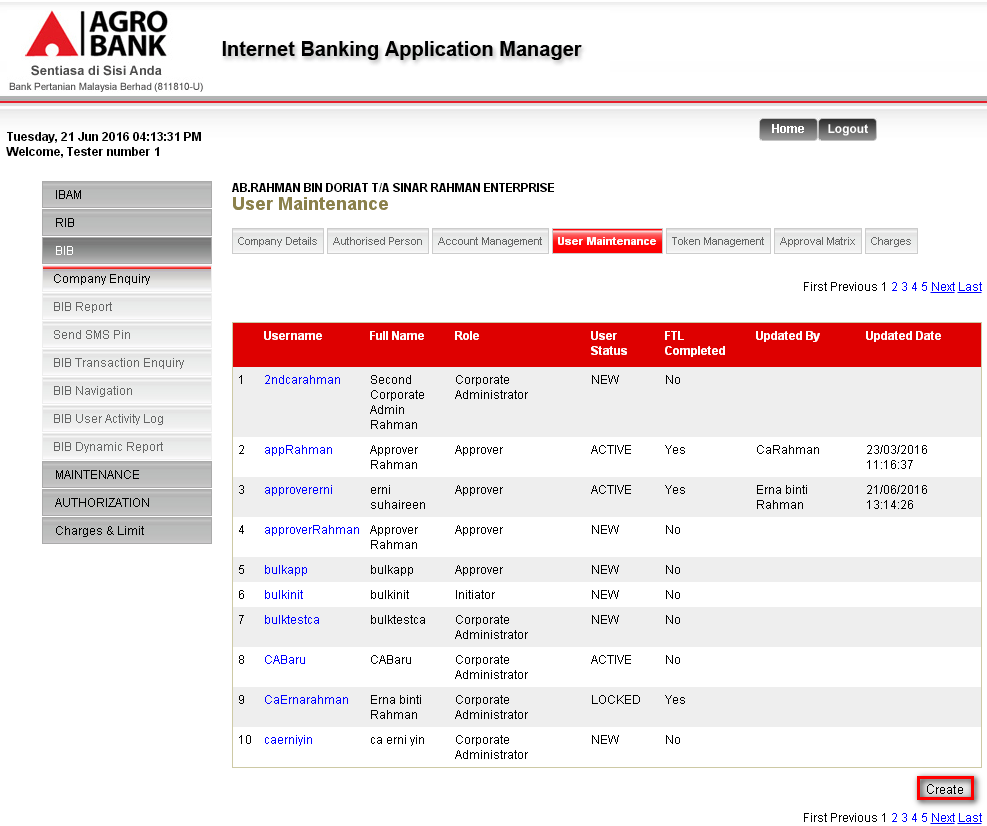 AGRO
BANK
Sentiasa di Sisi Anda
Bank Pertanian Malaysia Berhad (811810-U)
Internet Banking Application Manager
Tuesday, 21 Jun 2016 04:13:31 PM
Welcome, Tester number 1
Home Logout
IBAM
RIB
BIB
Company Enquiry
BIB Report
Send SMS Pin
BIB Transaction Enquiry
BIB Navigation
BIB User Activity Log
BIB Dynamic Report
MAINTENANCE
AUTHORIZATION
Charges & Limit
AB.RAHMAN BIN DORIAT T/A SINAR RAHMAN ENTERPRISE
User Maintenance
Company Details Authorised Person Account Management User Maintenance Token Management Approval Matrix Charges
First Previous 1 2 3 4 5 Next Last
Username Full Name Role User Status FTL Completed Updated By Updated Date
1 2ndcarahman Second Corporate Admin Rahman Corporate Administrator NEW No
2 appRahman Approver Rahman Approver ACTIVE Yes CaRahman 23/03/2016 11:16:37
3 approvererni erni suhaireen Approver ACTIVE Yes Erna binti Rahman 21/06/2016 13:14:26
4 approverRahman Approver Rahman Approver NEW No
5 bulkapp bulkapp Approver NEW No
6 bulkinit bulkinit Initiator NEW No
7 bulktestca bulktestca Corporate Administrator NEW No
8 CABaru CABaru Corporate Administrator ACTIVE No
9 CaErnarahman Erna binti Rahman Corporate Administrator LOCKED Yes
10 caerniyin ca erni yin Corporate Administrator NEW No
Create
First Previous 1 2 3 4 5 Next Last